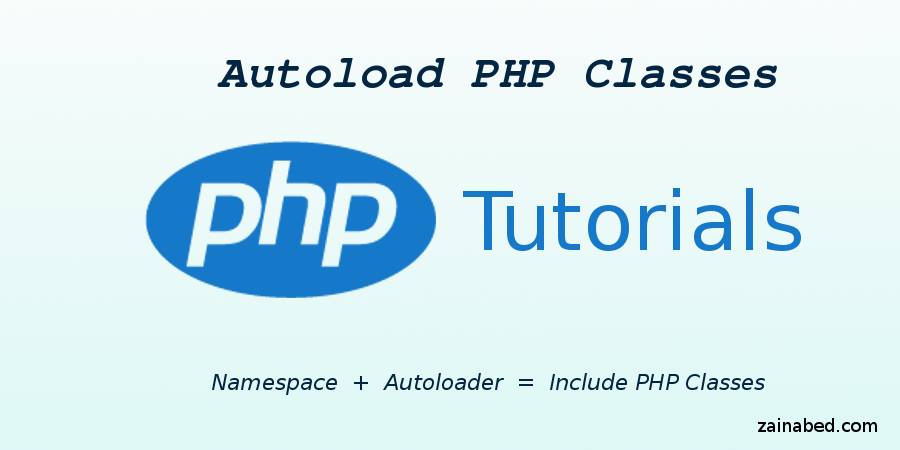 Autoload PHP Classes
php Tutorials
Namespace + Autoloader = Include PHP Classes
zainabed.com